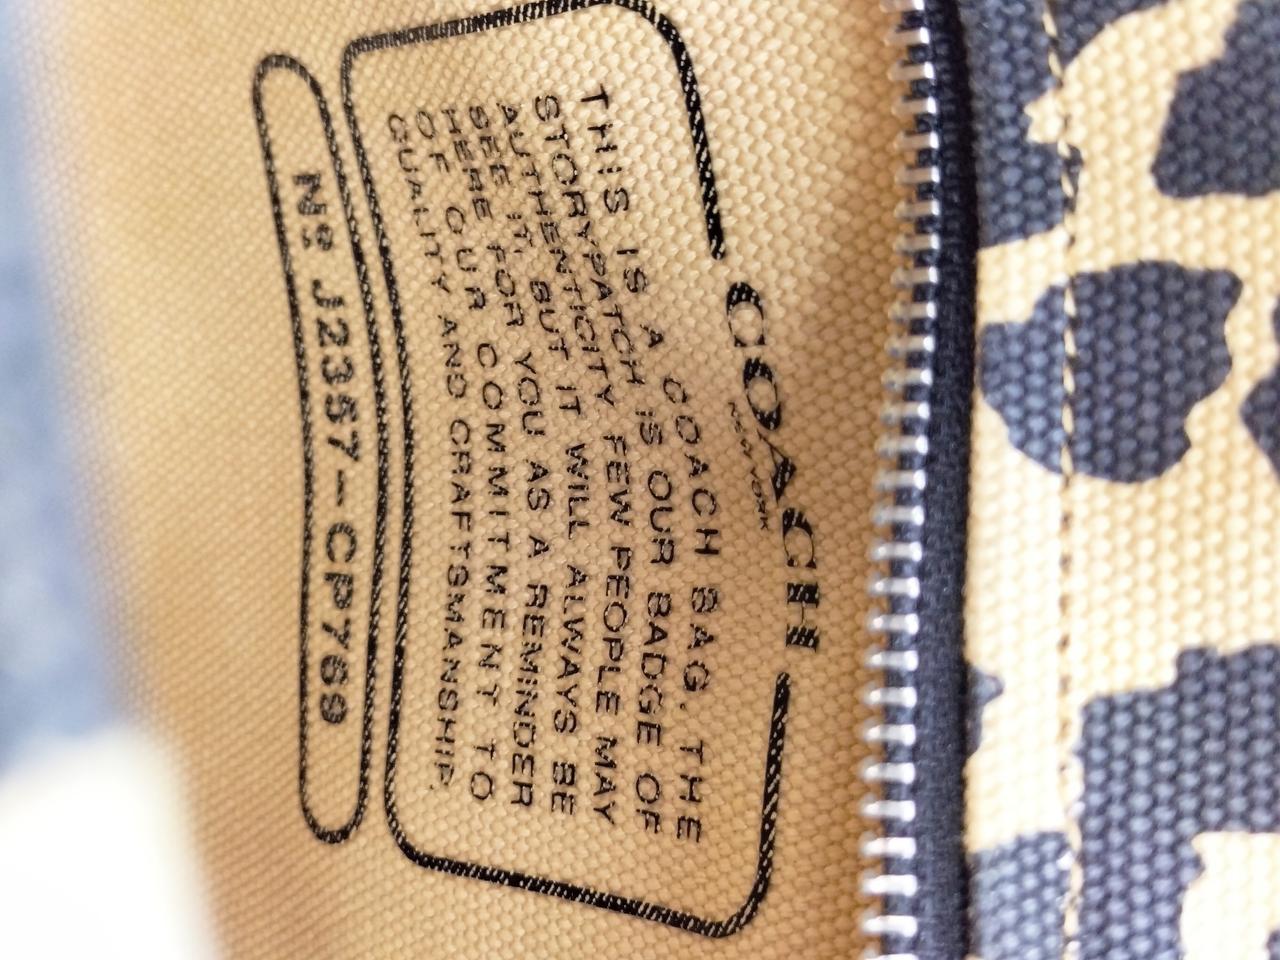 COACH
NEW YORK
THIS IS A COACH BAG. THE
STORYPATCH IS OUR BADGE OF
AUTHENTICITY. FEW PEOPLE MAY
SEE IT, BUT IT WILL ALWAYS BE
HERE FOR YOU AS A REMINDER
OF OUR COMMITMENT TO
QUALITY AND CRAFTSMANSHIP.
Nº J2357-CP769